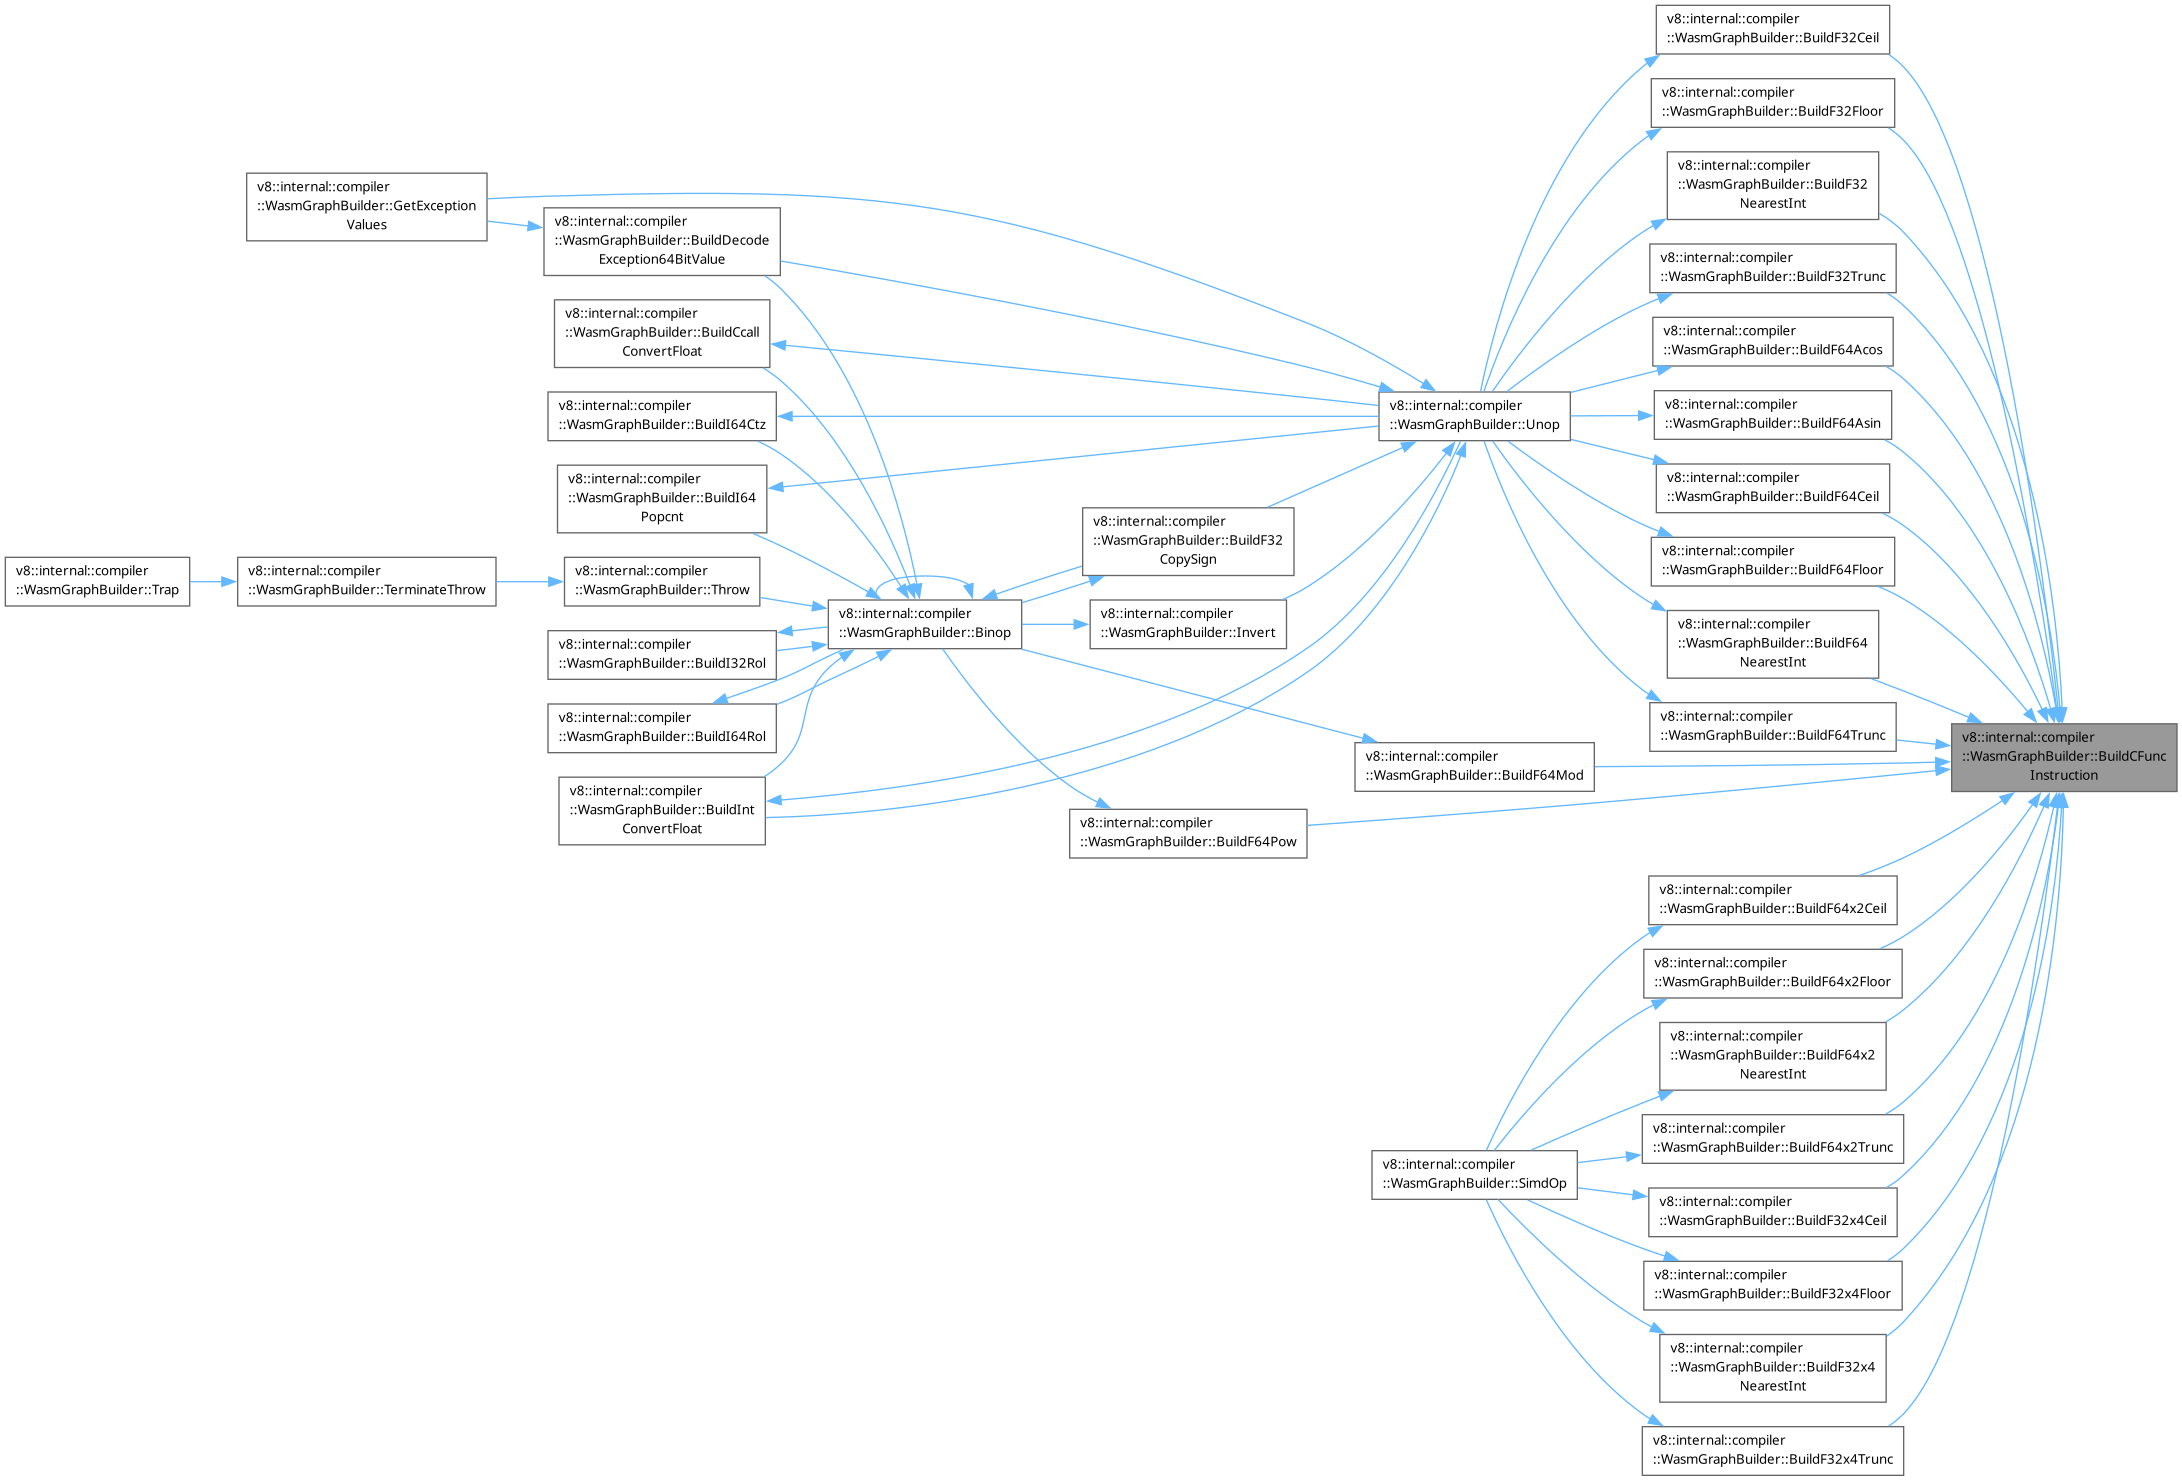 v8::internal::compiler
::WasmGraphBuilder::Trap
v8::internal::compiler
::WasmGraphBuilder::TerminateThrow
v8::internal::compiler
::WasmGraphBuilder::GetException
Values
v8::internal::compiler
::WasmGraphBuilder::BuildDecode
Exception64BitValue
v8::internal::compiler
::WasmGraphBuilder::BuildCcall
ConvertFloat
v8::internal::compiler
::WasmGraphBuilder::BuildI64Ctz
v8::internal::compiler
::WasmGraphBuilder::BuildI64
Popcnt
v8::internal::compiler
::WasmGraphBuilder::Throw
v8::internal::compiler
::WasmGraphBuilder::BuildI32Rol
v8::internal::compiler
::WasmGraphBuilder::BuildI64Rol
v8::internal::compiler
::WasmGraphBuilder::BuildInt
ConvertFloat
v8::internal::compiler
::WasmGraphBuilder::Binop
v8::internal::compiler
::WasmGraphBuilder::BuildF32
CopySign
v8::internal::compiler
::WasmGraphBuilder::Invert
v8::internal::compiler
::WasmGraphBuilder::BuildF64Pow
v8::internal::compiler
::WasmGraphBuilder::Unop
v8::internal::compiler
::WasmGraphBuilder::BuildF64Mod
v8::internal::compiler
::WasmGraphBuilder::SimdOp
v8::internal::compiler
::WasmGraphBuilder::BuildF32Ceil
v8::internal::compiler
::WasmGraphBuilder::BuildF32Floor
v8::internal::compiler
::WasmGraphBuilder::BuildF32
NearestInt
v8::internal::compiler
::WasmGraphBuilder::BuildF32Trunc
v8::internal::compiler
::WasmGraphBuilder::BuildF64Acos
v8::internal::compiler
::WasmGraphBuilder::BuildF64Asin
v8::internal::compiler
::WasmGraphBuilder::BuildF64Ceil
v8::internal::compiler
::WasmGraphBuilder::BuildF64Floor
v8::internal::compiler
::WasmGraphBuilder::BuildF64
NearestInt
v8::internal::compiler
::WasmGraphBuilder::BuildF64Trunc
v8::internal::compiler
::WasmGraphBuilder::BuildCFunc
Instruction
v8::internal::compiler
::WasmGraphBuilder::BuildF64x2Ceil
v8::internal::compiler
::WasmGraphBuilder::BuildF64x2Floor
v8::internal::compiler
::WasmGraphBuilder::BuildF64x2
NearestInt
v8::internal::compiler
::WasmGraphBuilder::BuildF64x2Trunc
v8::internal::compiler
::WasmGraphBuilder::BuildF32x4Ceil
v8::internal::compiler
::WasmGraphBuilder::BuildF32x4Floor
v8::internal::compiler
::WasmGraphBuilder::BuildF32x4
NearestInt
v8::internal::compiler
::WasmGraphBuilder::BuildF32x4Trunc